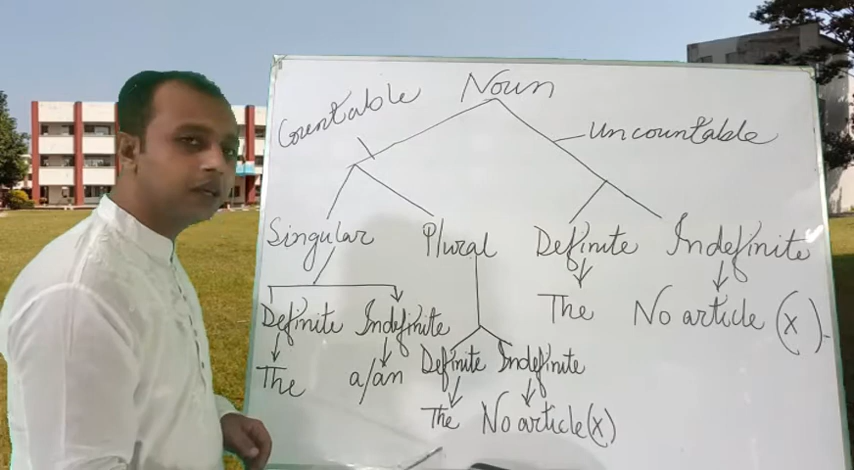 Noun
Countable
Uncountable
Singular Plural Definite Indefinite
The No article (x)
Definite Indefinite
The a/an
Definite Indefinite
The No article (x)